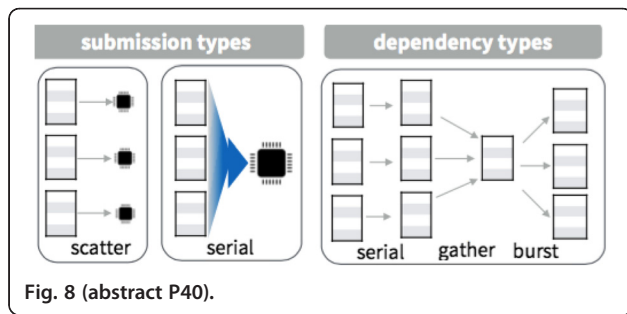 submission types
dependency types
scatter
serial
serial gather burst
Fig. 8 (abstract P40).